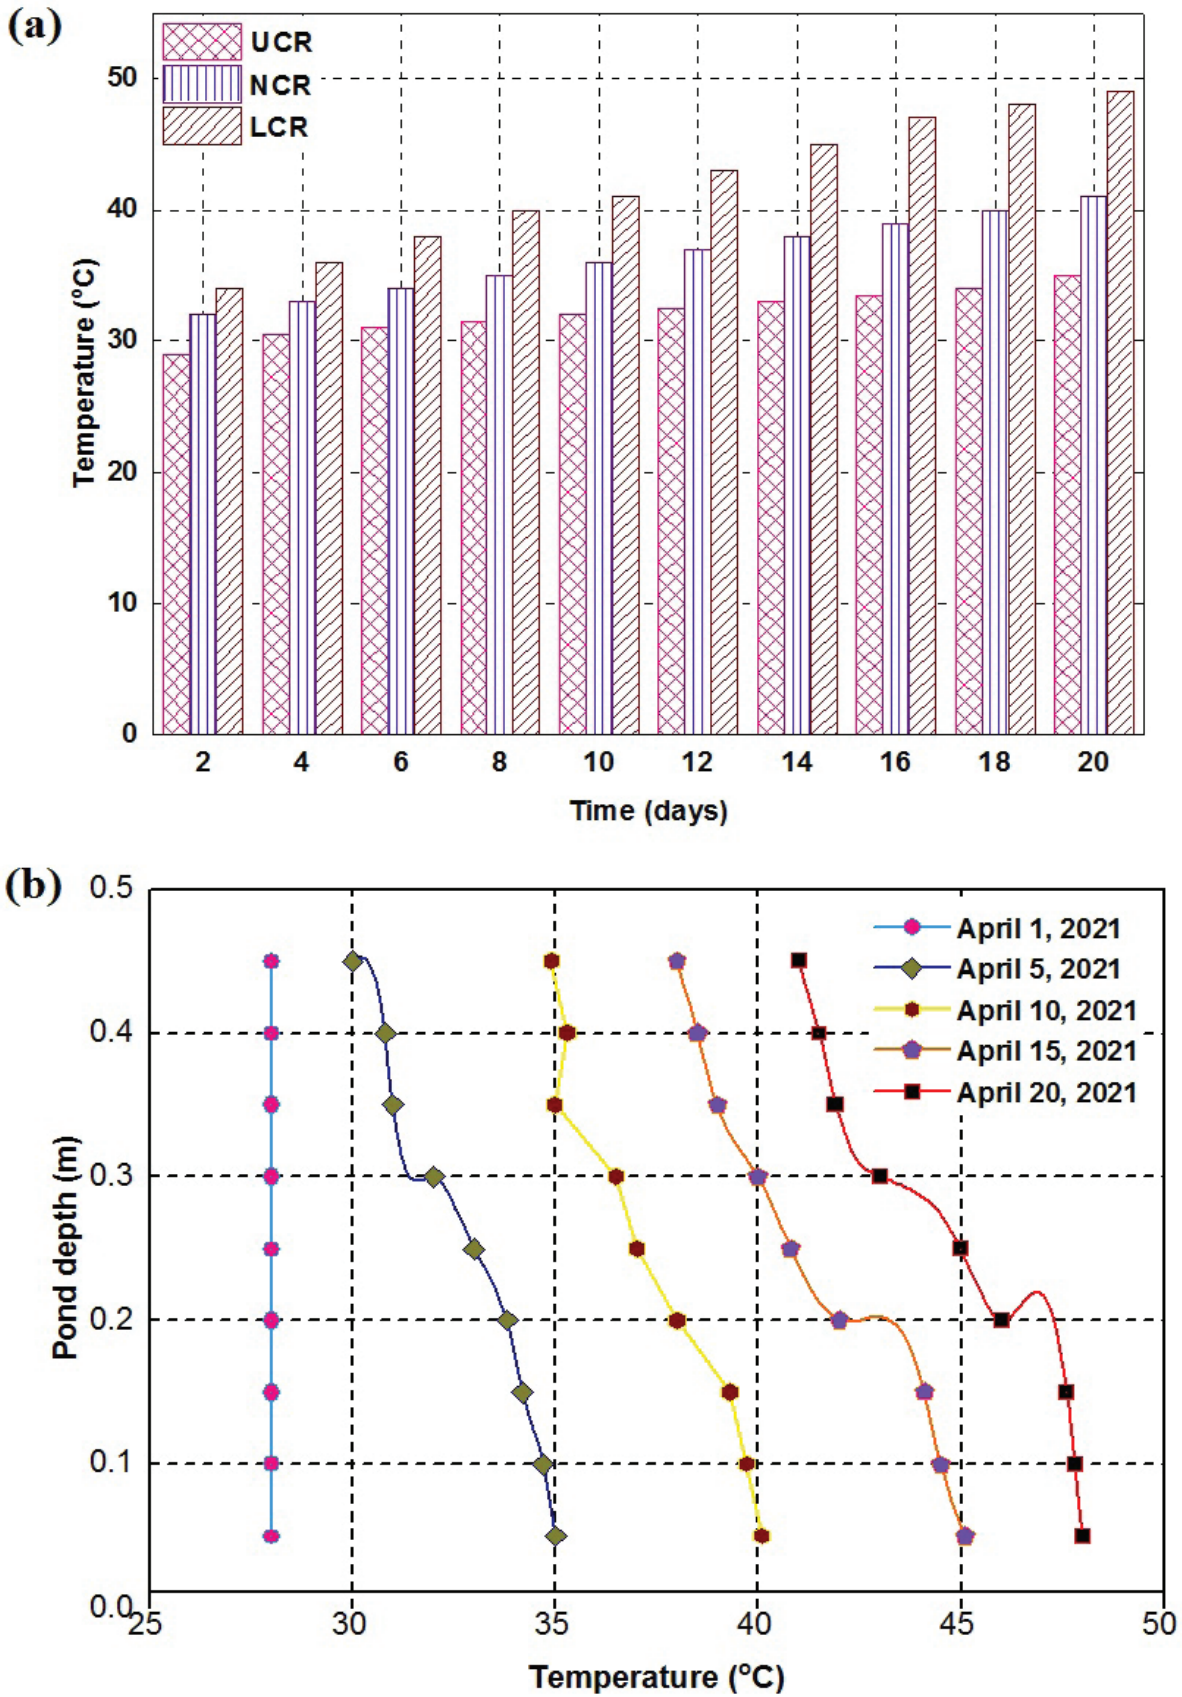 (a)
UCR
NCR
LCR
50
40
30
20
10
0
Temperature (°C)
2 4 6 8 10 12 14 16 18 20
Time (days)
(b)
0.5
0.4
0.3
0.2
0.1
0.0
Pond depth (m)
April 1, 2021
April 5, 2021
April 10, 2021
April 15, 2021
April 20, 2021
25 30 35 40 45 50
Temperature (°C)